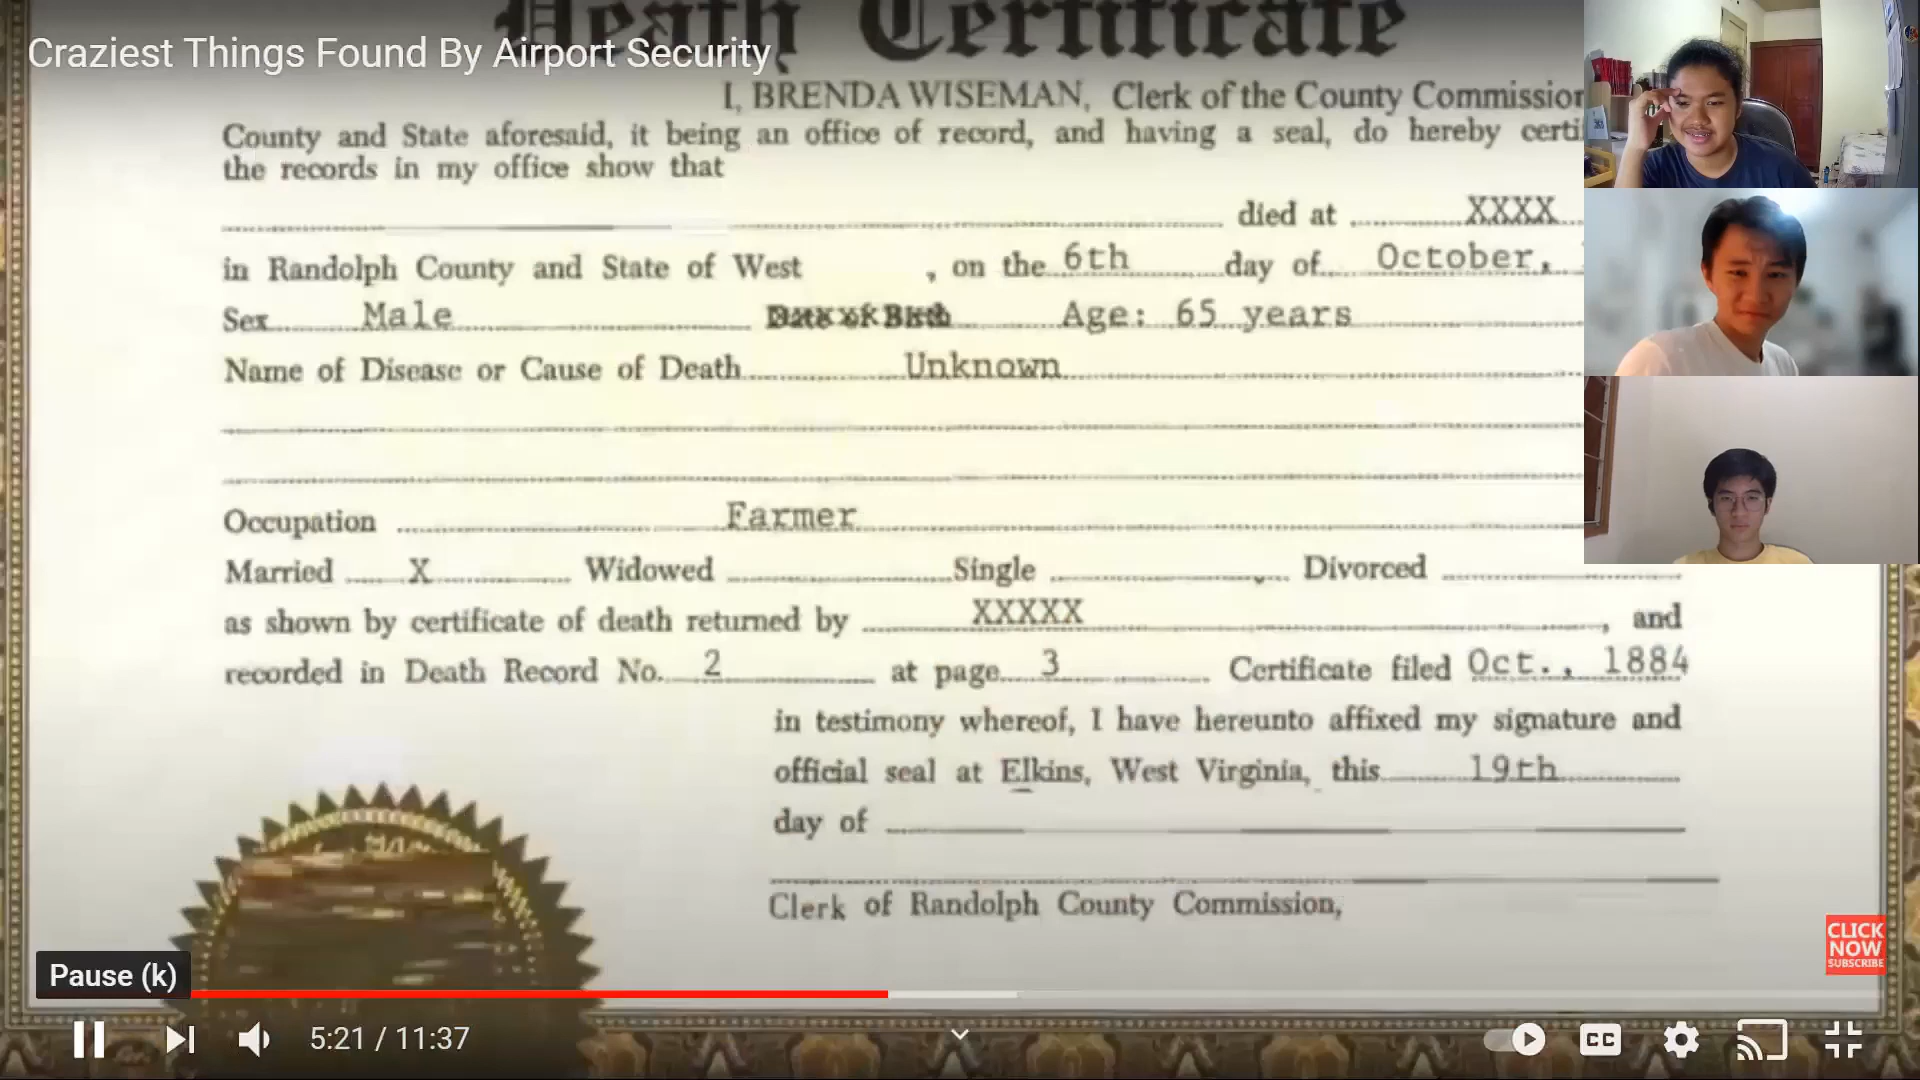 Death Certificate
Craziest Things Found By Airport Security
I, BRENDA WISEMAN, Clerk of the County Commission
County and State aforesaid, it being an office of record, and having a seal, do hereby certi
the records in my office show that
died at XXXX
in Randolph County and State of West , on the 6th day of October,
Sex Male Age: 65 years
Name of Disease or Cause of Death Unknown
Occupation Farmer
Married X Widowed Single Divorced
as shown by certificate of death returned by XXXXX , and
recorded in Death Record No. 2 at page 3 Certificate filed Oct., 1884
in testimony whereof, I have hereunto affixed my signature and
official seal at Elkins, West Virginia, this 19th
day of
Clerk of Randolph County Commission,
CLICK
NOW
SUBSCRIBE
Pause (k)
5:21 / 11:37
CC